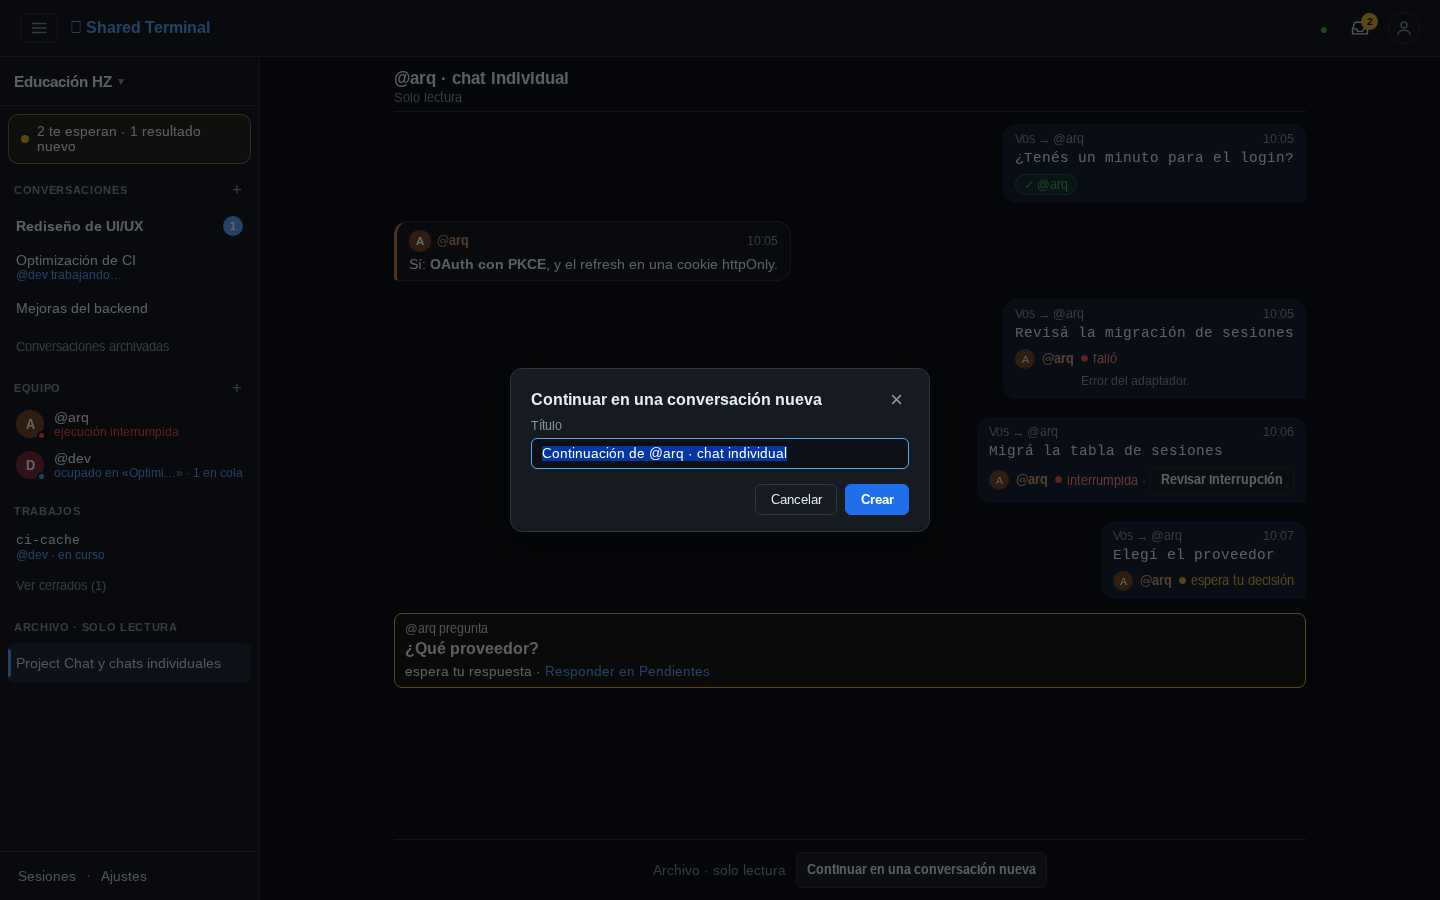 Shared Terminal
2
Educación HZ ▾
2 te esperan · 1 resultado
nuevo
CONVERSACIONES +
Rediseño de UI/UX 1
Optimización de CI
@dev trabajando…
Mejoras del backend
Conversaciones archivadas
EQUIPO +
A @arq
ejecución interrumpida
D @dev
ocupado en «Optimi…» · 1 en cola
TRABAJOS
ci-cache
@dev · en curso
Ver cerrados (1)
ARCHIVO · SOLO LECTURA
Project Chat y chats individuales
Sesiones · Ajustes
@arq · chat individual
Solo lectura
Vos → @arq 10:05
¿Tenés un minuto para el login?
✓ @arq
A @arq 10:05
Sí: OAuth con PKCE, y el refresh en una cookie httpOnly.
Vos → @arq 10:05
Revisá la migración de sesiones
A @arq falló
Error del adaptador.
Vos → @arq 10:06
Migrá la tabla de sesiones
A @arq interrumpida · Revisar interrupción
Vos → @arq 10:07
Elegí el proveedor
A @arq espera tu decisión
@arq pregunta
¿Qué proveedor?
espera tu respuesta · Responder en Pendientes
Archivo · solo lectura Continuar en una conversación nueva
Continuar en una conversación nueva ✕
Título
Continuación de @arq · chat individual
Cancelar Crear